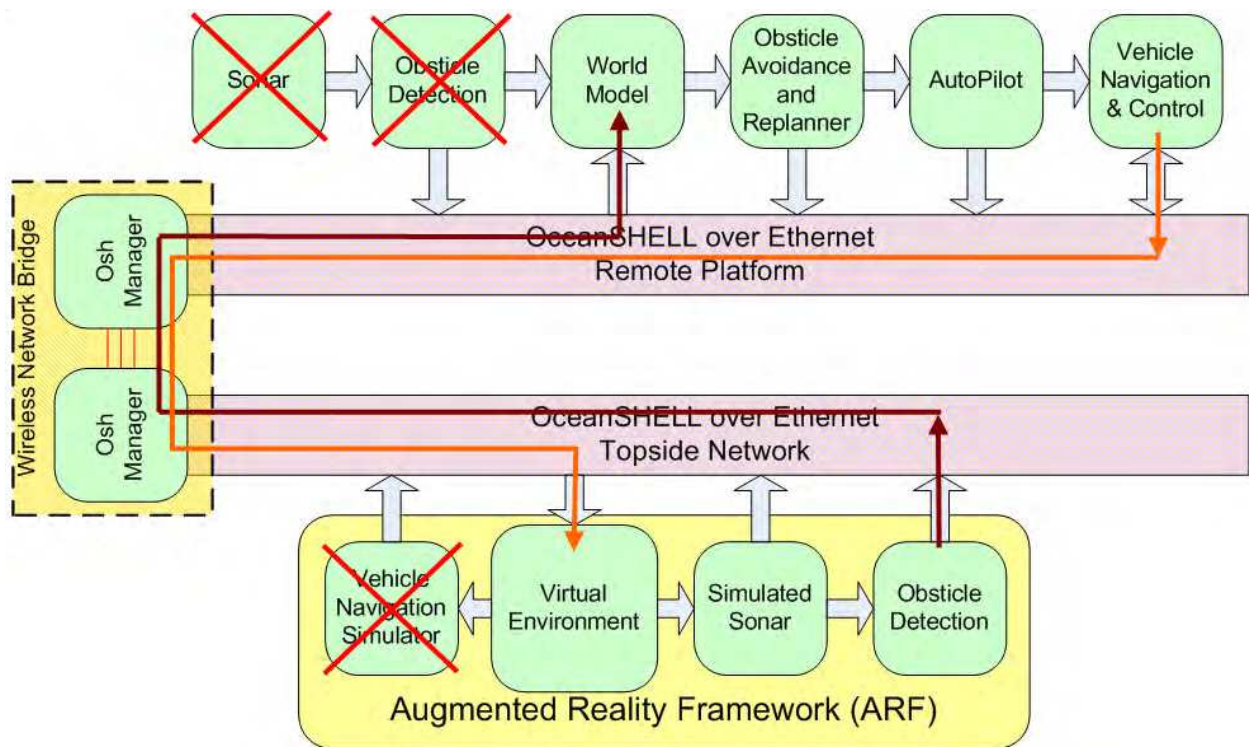 Sonar
Obsticle
Detection
World
Model
Obsticle
Avoidance
and
Replanner
AutoPilot
Vehicle
Navigation
& Control
Wireless Network Bridge
Osh
Manager
OceanSHELL over Ethernet
Remote Platform
Osh
Manager
OceanSHELL over Ethernet
Topside Network
Vehicle
Navigation
Simulator
Virtual
Environment
Simulated
Sonar
Obsticle
Detection
Augmented Reality Framework (ARF)